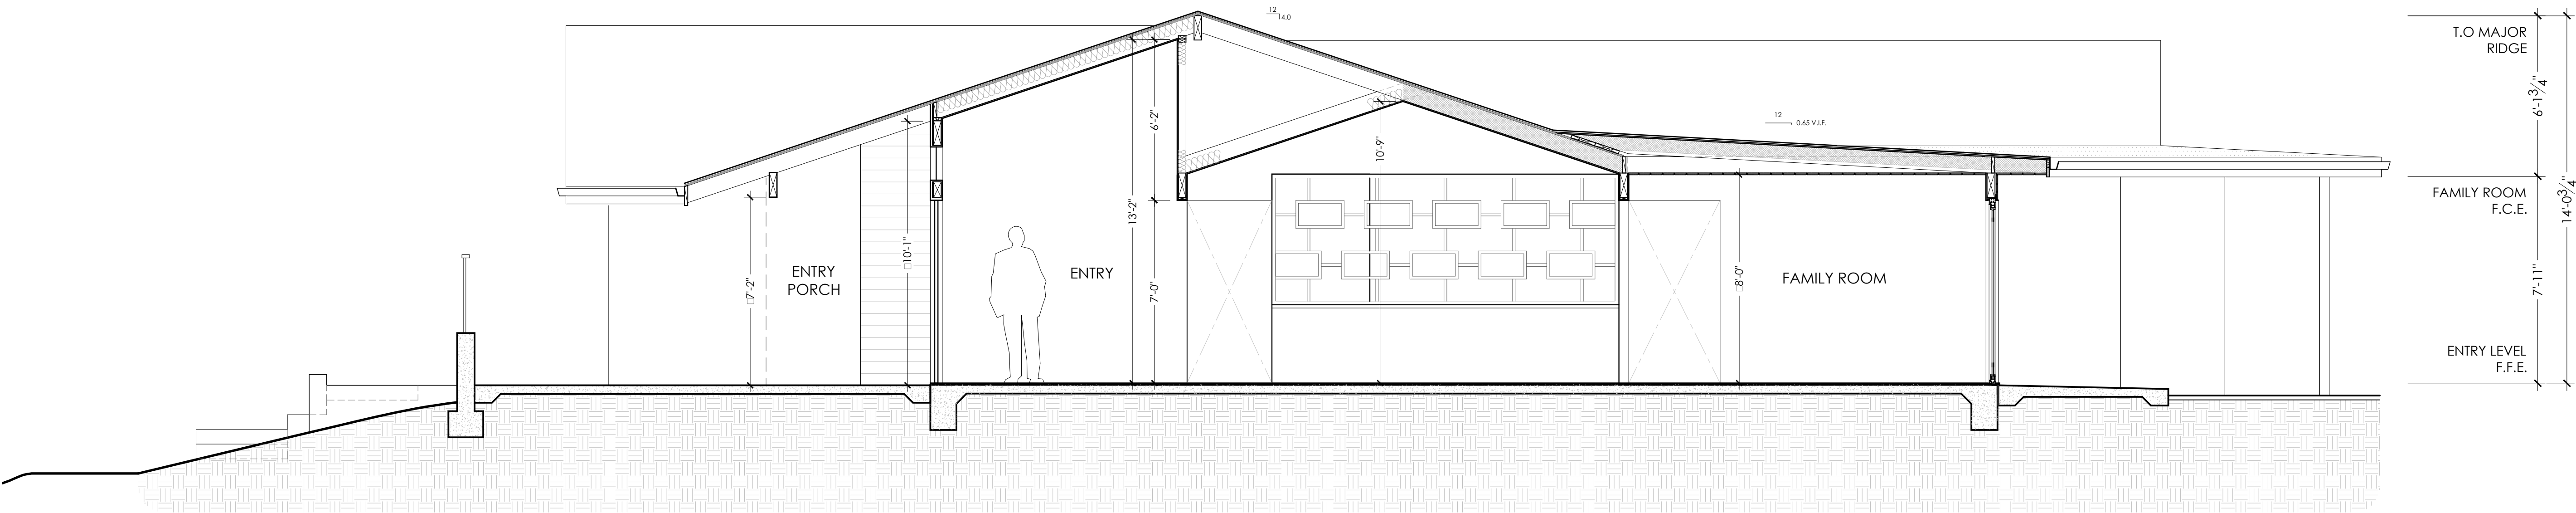 12
4.0
T.O MAJOR
RIDGE
6'-1 3/4"
6'-2"
12
0.65 V.I.F.
10'-9"
13'-2"
10'-1"
FAMILY ROOM
F.C.E.
14'-0 3/4"
7'-2"
ENTRY
PORCH
ENTRY
7'-0"
8'-0"
FAMILY ROOM
7'-11"
ENTRY LEVEL
F.F.E.